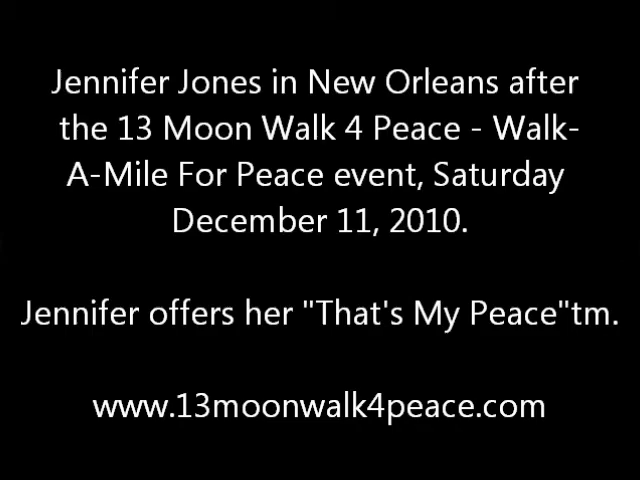 Jennifer Jones in New Orleans after
the 13 Moon Walk 4 Peace - Walk-
A-Mile For Peace event, Saturday
December 11, 2010.
Jennifer offers her "That's My Peace"tm.
www.13moonwalk4peace.com